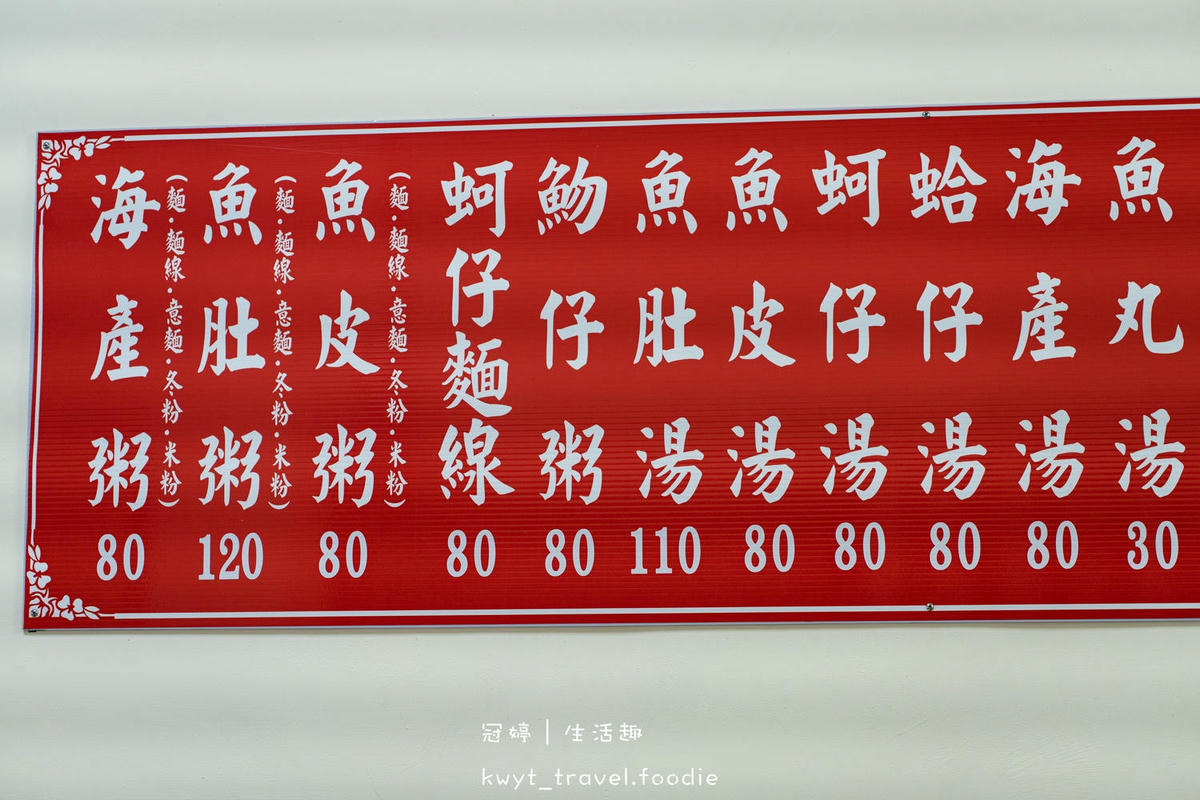 海產粥
(麵·麵線·意麵·冬粉·米粉)
80
魚肚粥
(麵·麵線·意麵·冬粉·米粉)
120
魚皮粥
(麵·麵線·意麵·冬粉·米粉)
80
蚵仔麵線
80
魩仔粥
80
魚肚湯
110
魚皮湯
80
蚵仔湯
80
蛤仔湯
80
海產湯
80
魚丸湯
30
冠婷|生活趣
kwyt_travel.foodie